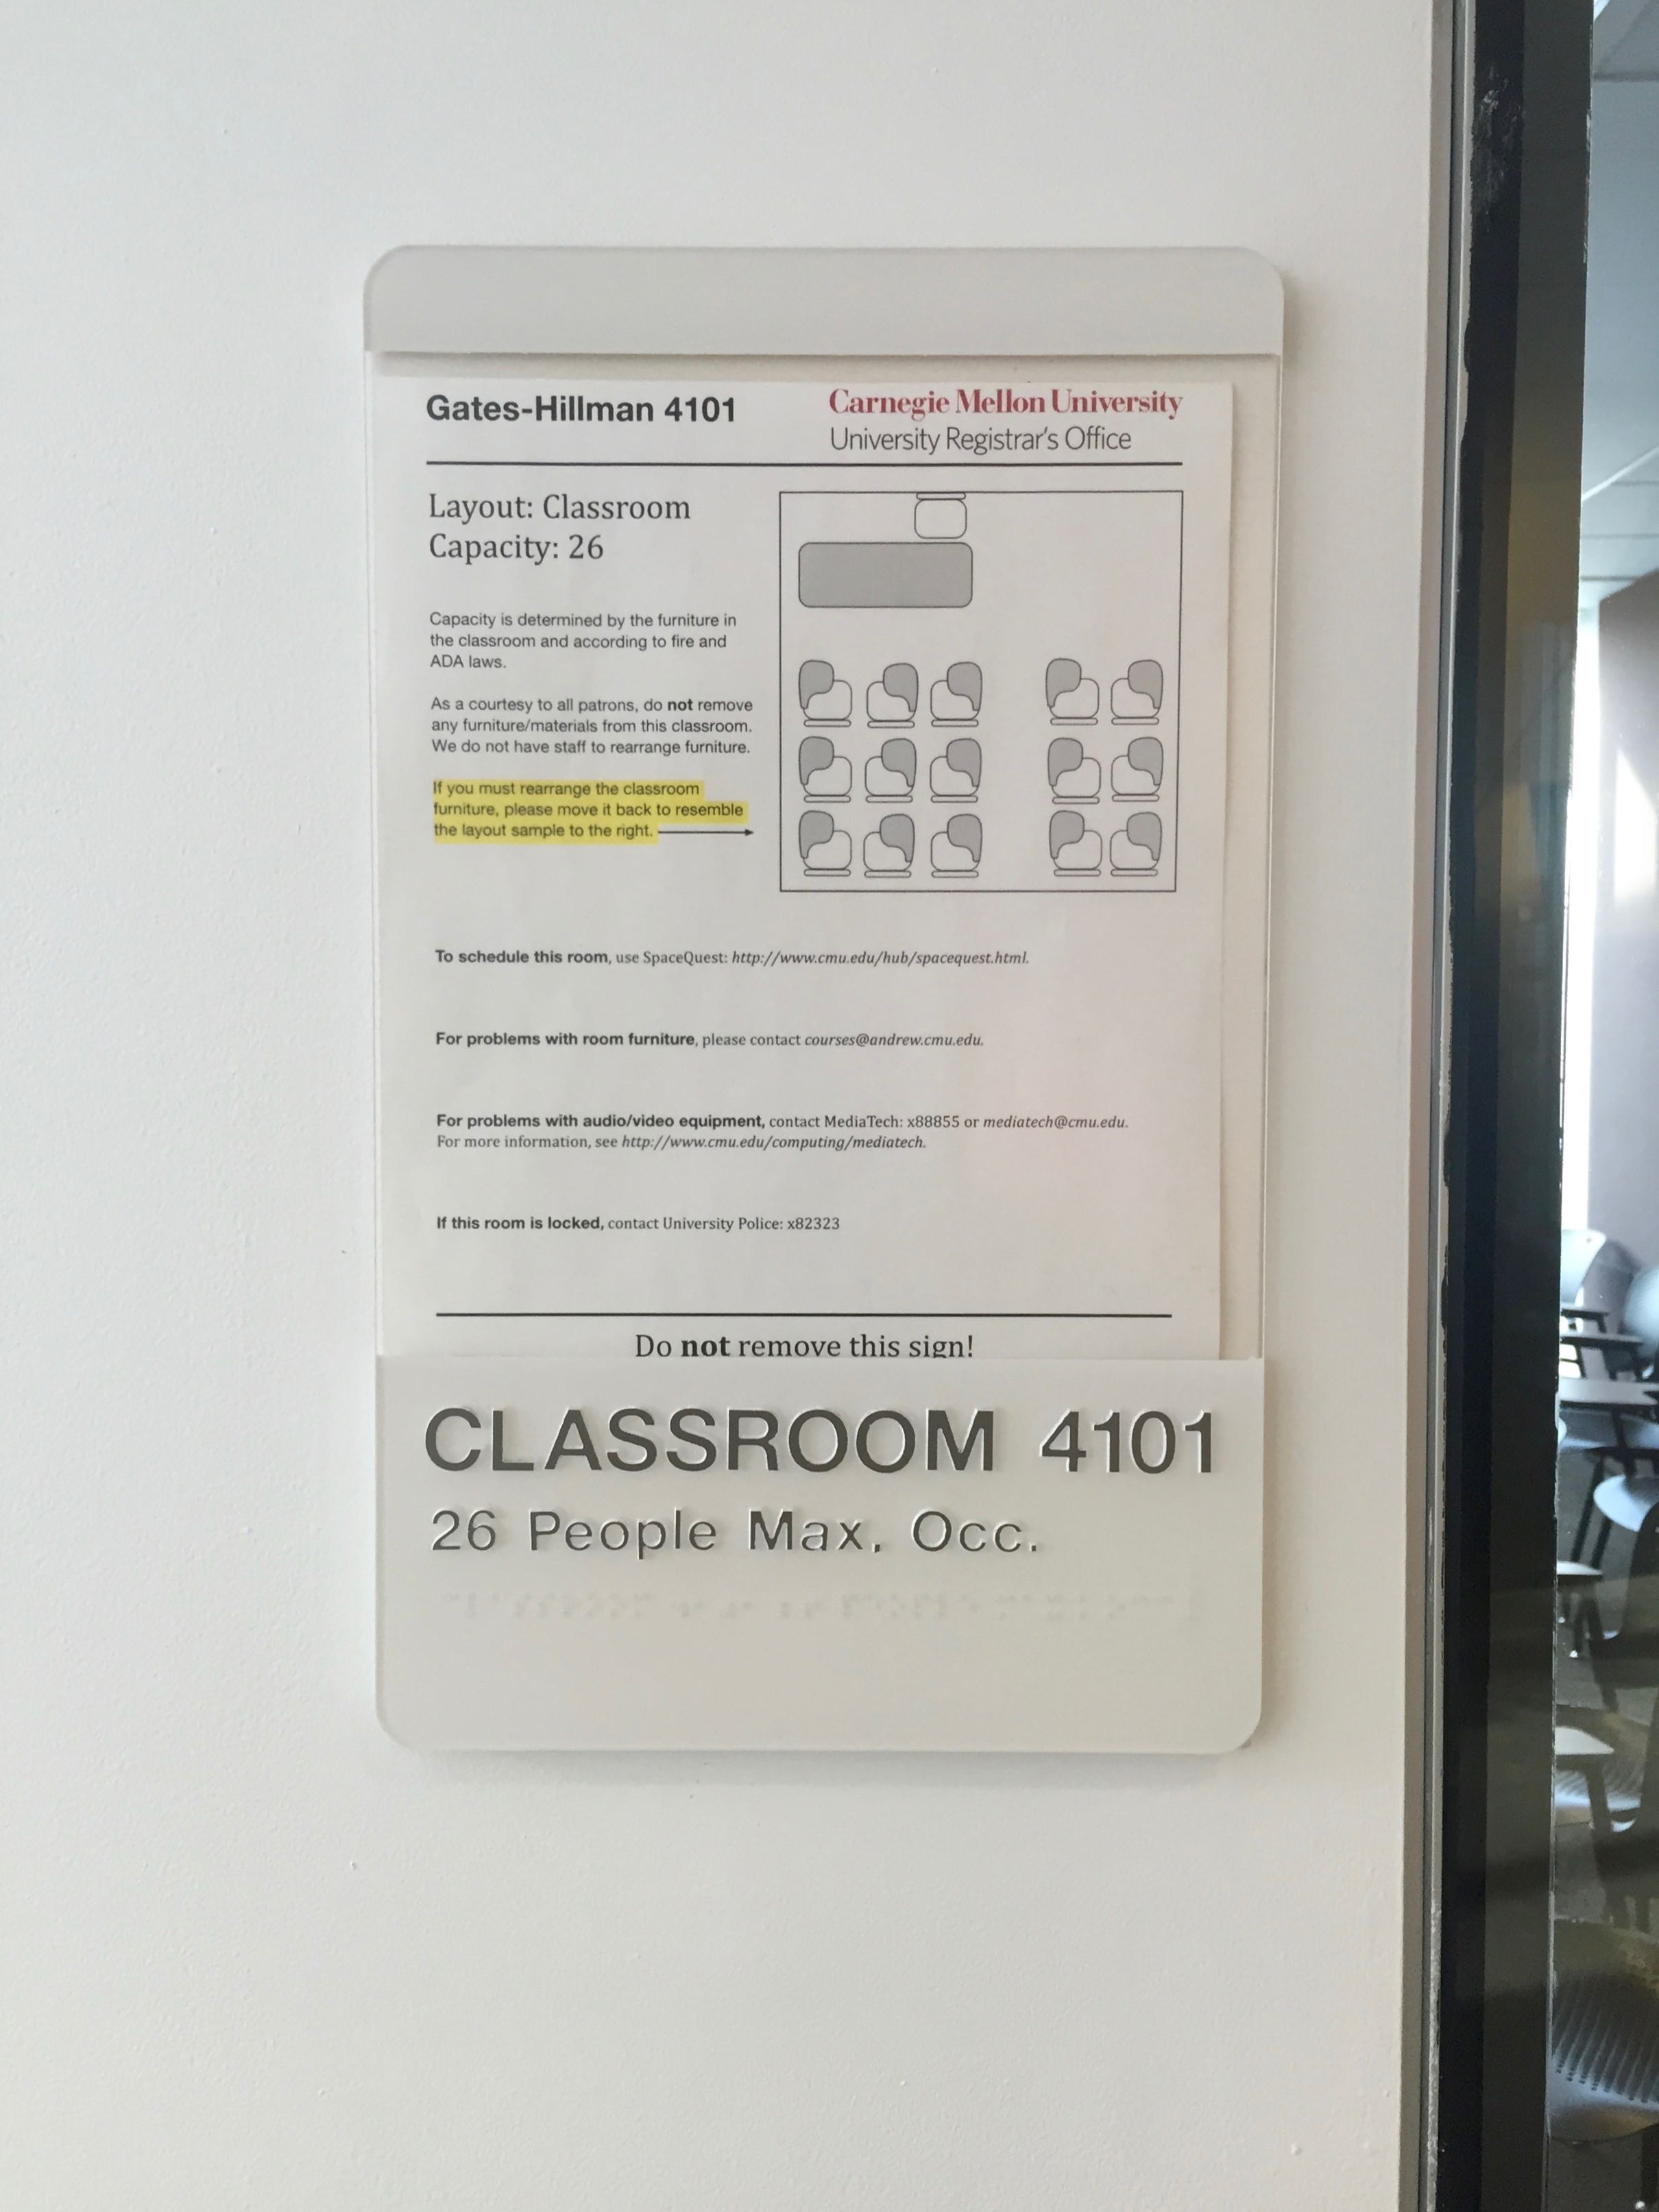 Gates-Hillman 4101
Carnegie Mellon University
University Registrar's Office
Layout: Classroom
Capacity: 26
Capacity is determined by the furniture in
the classroom and according to fire and
ADA laws.
As a courtesy to all patrons, do not remove
any furniture/materials from this classroom.
We do not have staff to rearrange furniture.
If you must rearrange the classroom
furniture, please move it back to resemble
the layout sample to the right.
To schedule this room, use SpaceQuest: http://www.cmu.edu/hub/spacequest.html.
For problems with room furniture, please contact courses@andrew.cmu.edu.
For problems with audio/video equipment, contact MediaTech: x88855 or mediatech@cmu.edu.
For more information, see http://www.cmu.edu/computing/mediatech.
If this room is locked, contact University Police: x82323
Do not remove this sign!
CLASSROOM 4101
26 People Max. Occ.